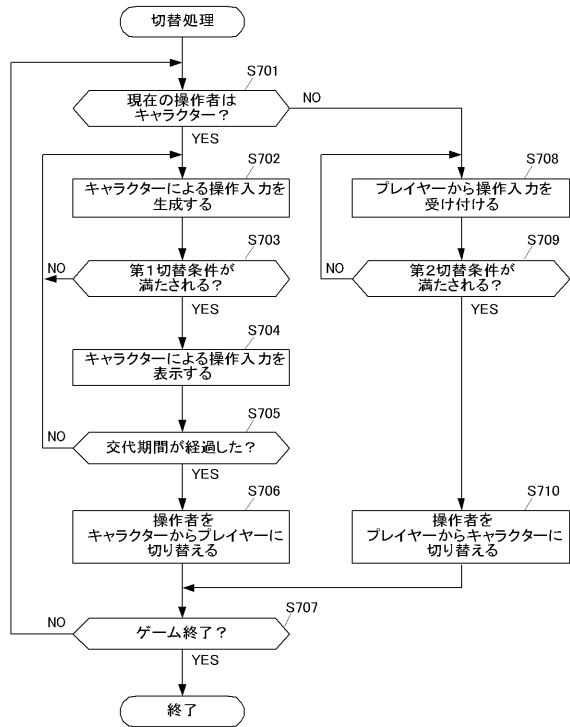 切替処理
S701
現在の操作者は
キャラクター？
NO
YES
S702
キャラクターによる操作入力を
生成する
S703
第1切替条件が
満たされる？
NO
YES
S704
キャラクターによる操作入力を
表示する
S705
交代期間が経過した？
NO
YES
S706
操作者を
キャラクターからプレイヤーに
切り替える
S708
プレイヤーから操作入力を
受け付ける
S709
第2切替条件が
満たされる？
NO
YES
S710
操作者を
プレイヤーからキャラクターに
切り替える
S707
ゲーム終了？
NO
YES
終了